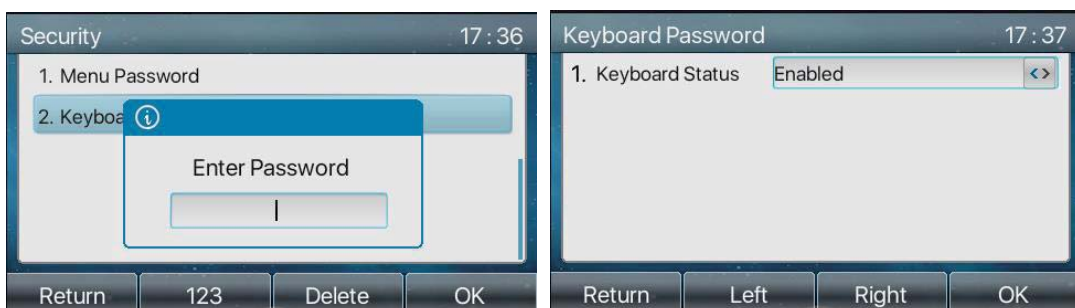 Security 17:36
1. Menu Password
2. Keyboa
Enter Password
Return 123 Delete OK
Keyboard Password 17:37
1. Keyboard Status Enabled <>
Return Left Right OK